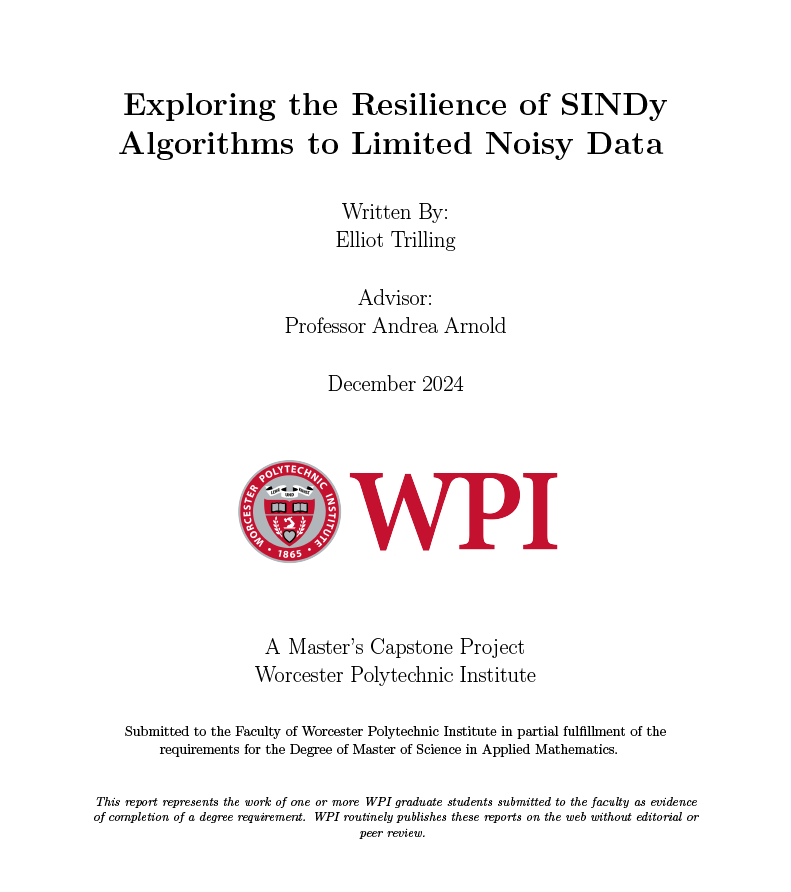 Exploring the Resilience of SINDy
Algorithms to Limited Noisy Data
Written By:
Elliot Trilling
Advisor:
Professor Andrea Arnold
December 2024
WORCESTER POLYTECHNIC INSTITUTE
· 1865 ·
WPI
A Master's Capstone Project
Worcester Polytechnic Institute
Submitted to the Faculty of Worcester Polytechnic Institute in partial fulfillment of the
requirements for the Degree of Master of Science in Applied Mathematics.
This report represents the work of one or more WPI graduate students submitted to the faculty as evidence
of completion of a degree requirement. WPI routinely publishes these reports on the web without editorial or
peer review.